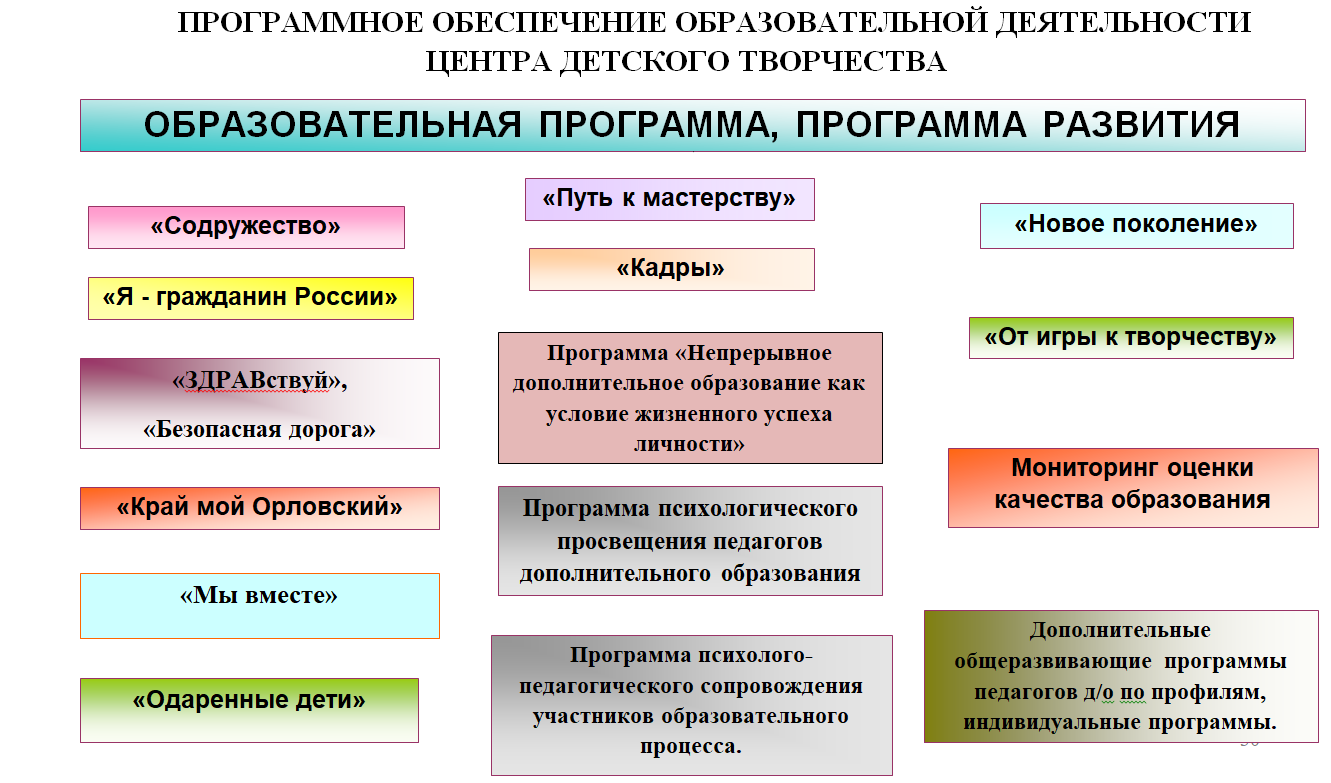 ПРОГРАММНОЕ ОБЕСПЕЧЕНИЕ ОБРАЗОВАТЕЛЬНОЙ ДЕЯТЕЛЬНОСТИ
ЦЕНТРА ДЕТСКОГО ТВОРЧЕСТВА
ОБРАЗОВАТЕЛЬНАЯ ПРОГРАММА, ПРОГРАММА РАЗВИТИЯ
«Содружество»
«Я - гражданин России»
«ЗДРАВствуй»,
«Безопасная дорога»
«Край мой Орловский»
«Мы вместе»
«Одаренные дети»
«Путь к мастерству»
«Кадры»
Программа «Непрерывное
дополнительное образование как
условие жизненного успеха
личности»
Программа психологического
просвещения педагогов
дополнительного образования
Программа психолого-
педагогического сопровождения
участников образовательного
процесса.
«Новое поколение»
«От игры к творчеству»
Мониторинг оценки
качества образования
Дополнительные
общеразвивающие программы
педагогов д/о по профилям,
индивидуальные программы.